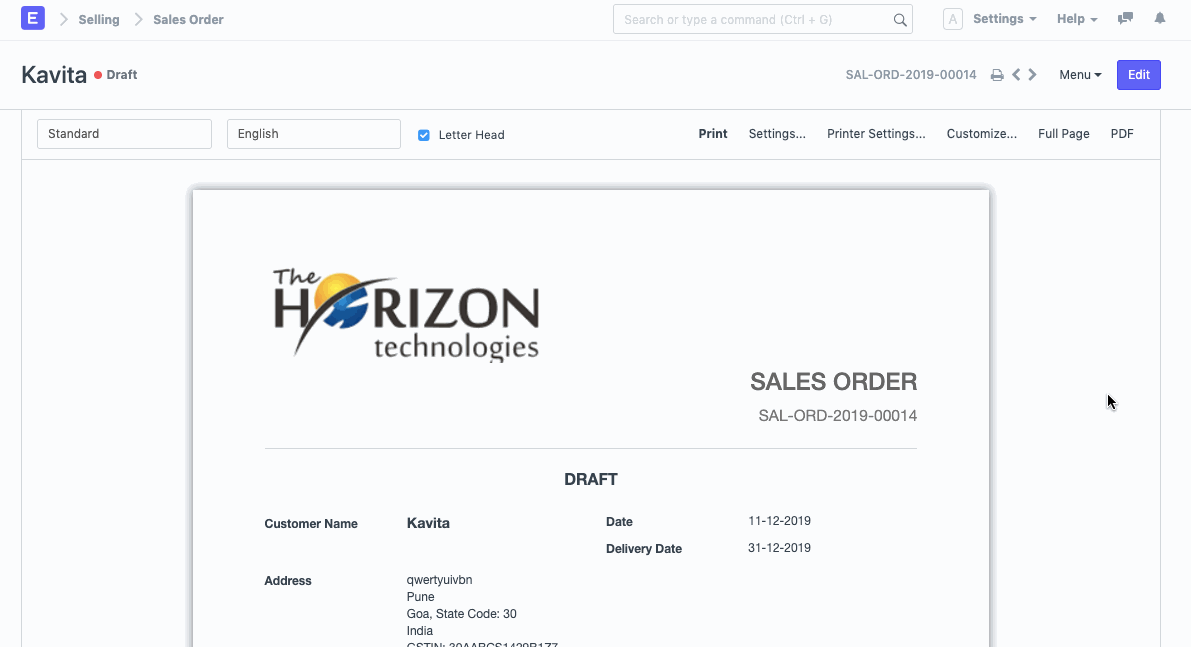 E Selling Sales Order Search or type a command (Ctrl + G) A Settings Help
Kavita Draft SAL-ORD-2019-00014 Menu Edit
Standard English Letter Head Print Settings... Printer Settings... Customize... Full Page PDF
The
HORIZON
technologies
SALES ORDER
SAL-ORD-2019-00014
DRAFT
Customer Name Kavita Date 11-12-2019
Delivery Date 31-12-2019
Address qwertyuivbn
Pune
Goa, State Code: 30
India
GSTIN: